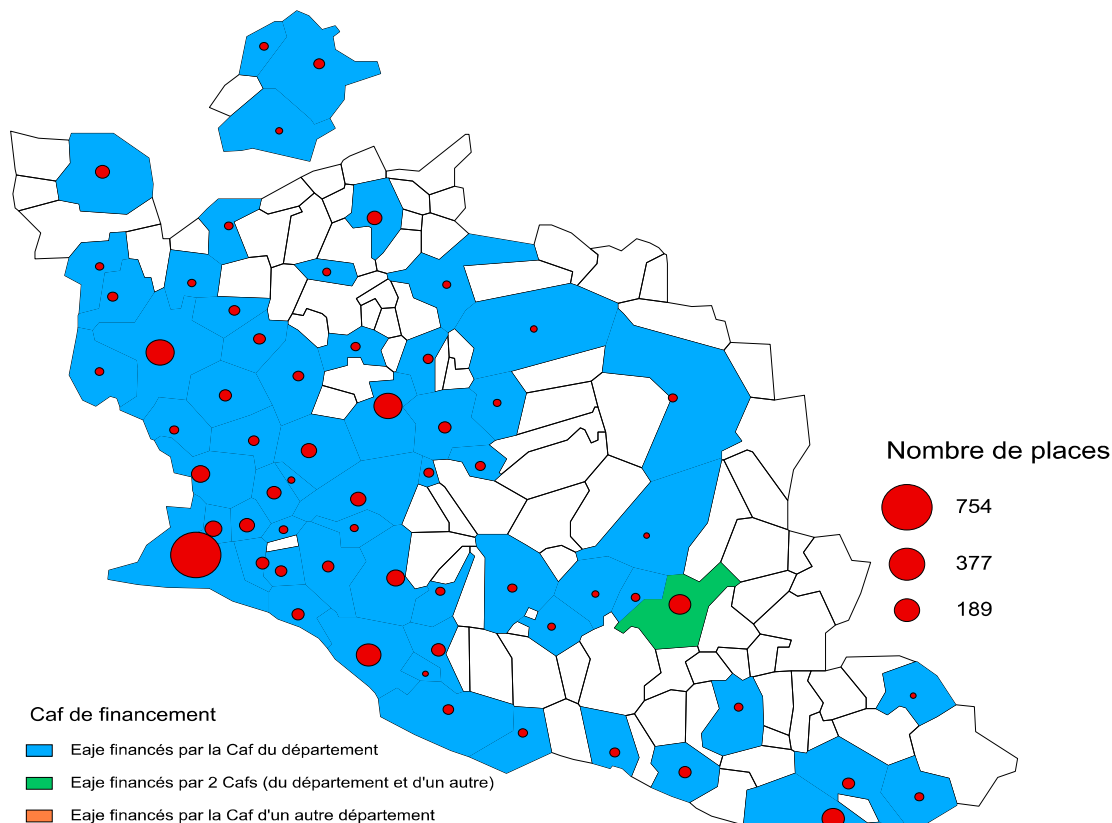 Nombre de places
754
377
189
Caf de financement
Eaje financés par la Caf du département
Eaje financés par 2 Cafs (du département et d'un autre)
Eaje financés par la Caf d'un autre département